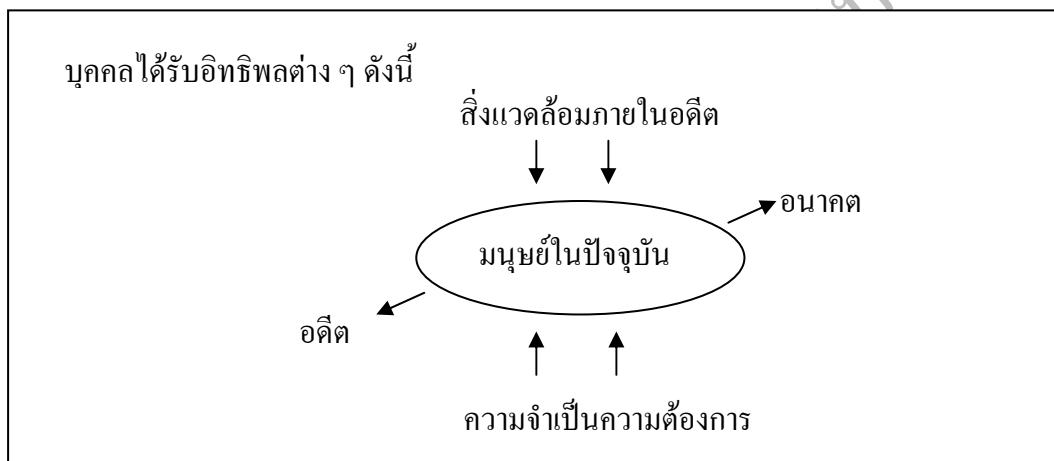 บุคคลได้รับอิทธิพลต่าง ๆ ดังนี้
สิ่งแวดล้อมภายในอดีต
อนาคต
มนุษย์ในปัจจุบัน
อดีต
ความจำเป็นความต้องการ